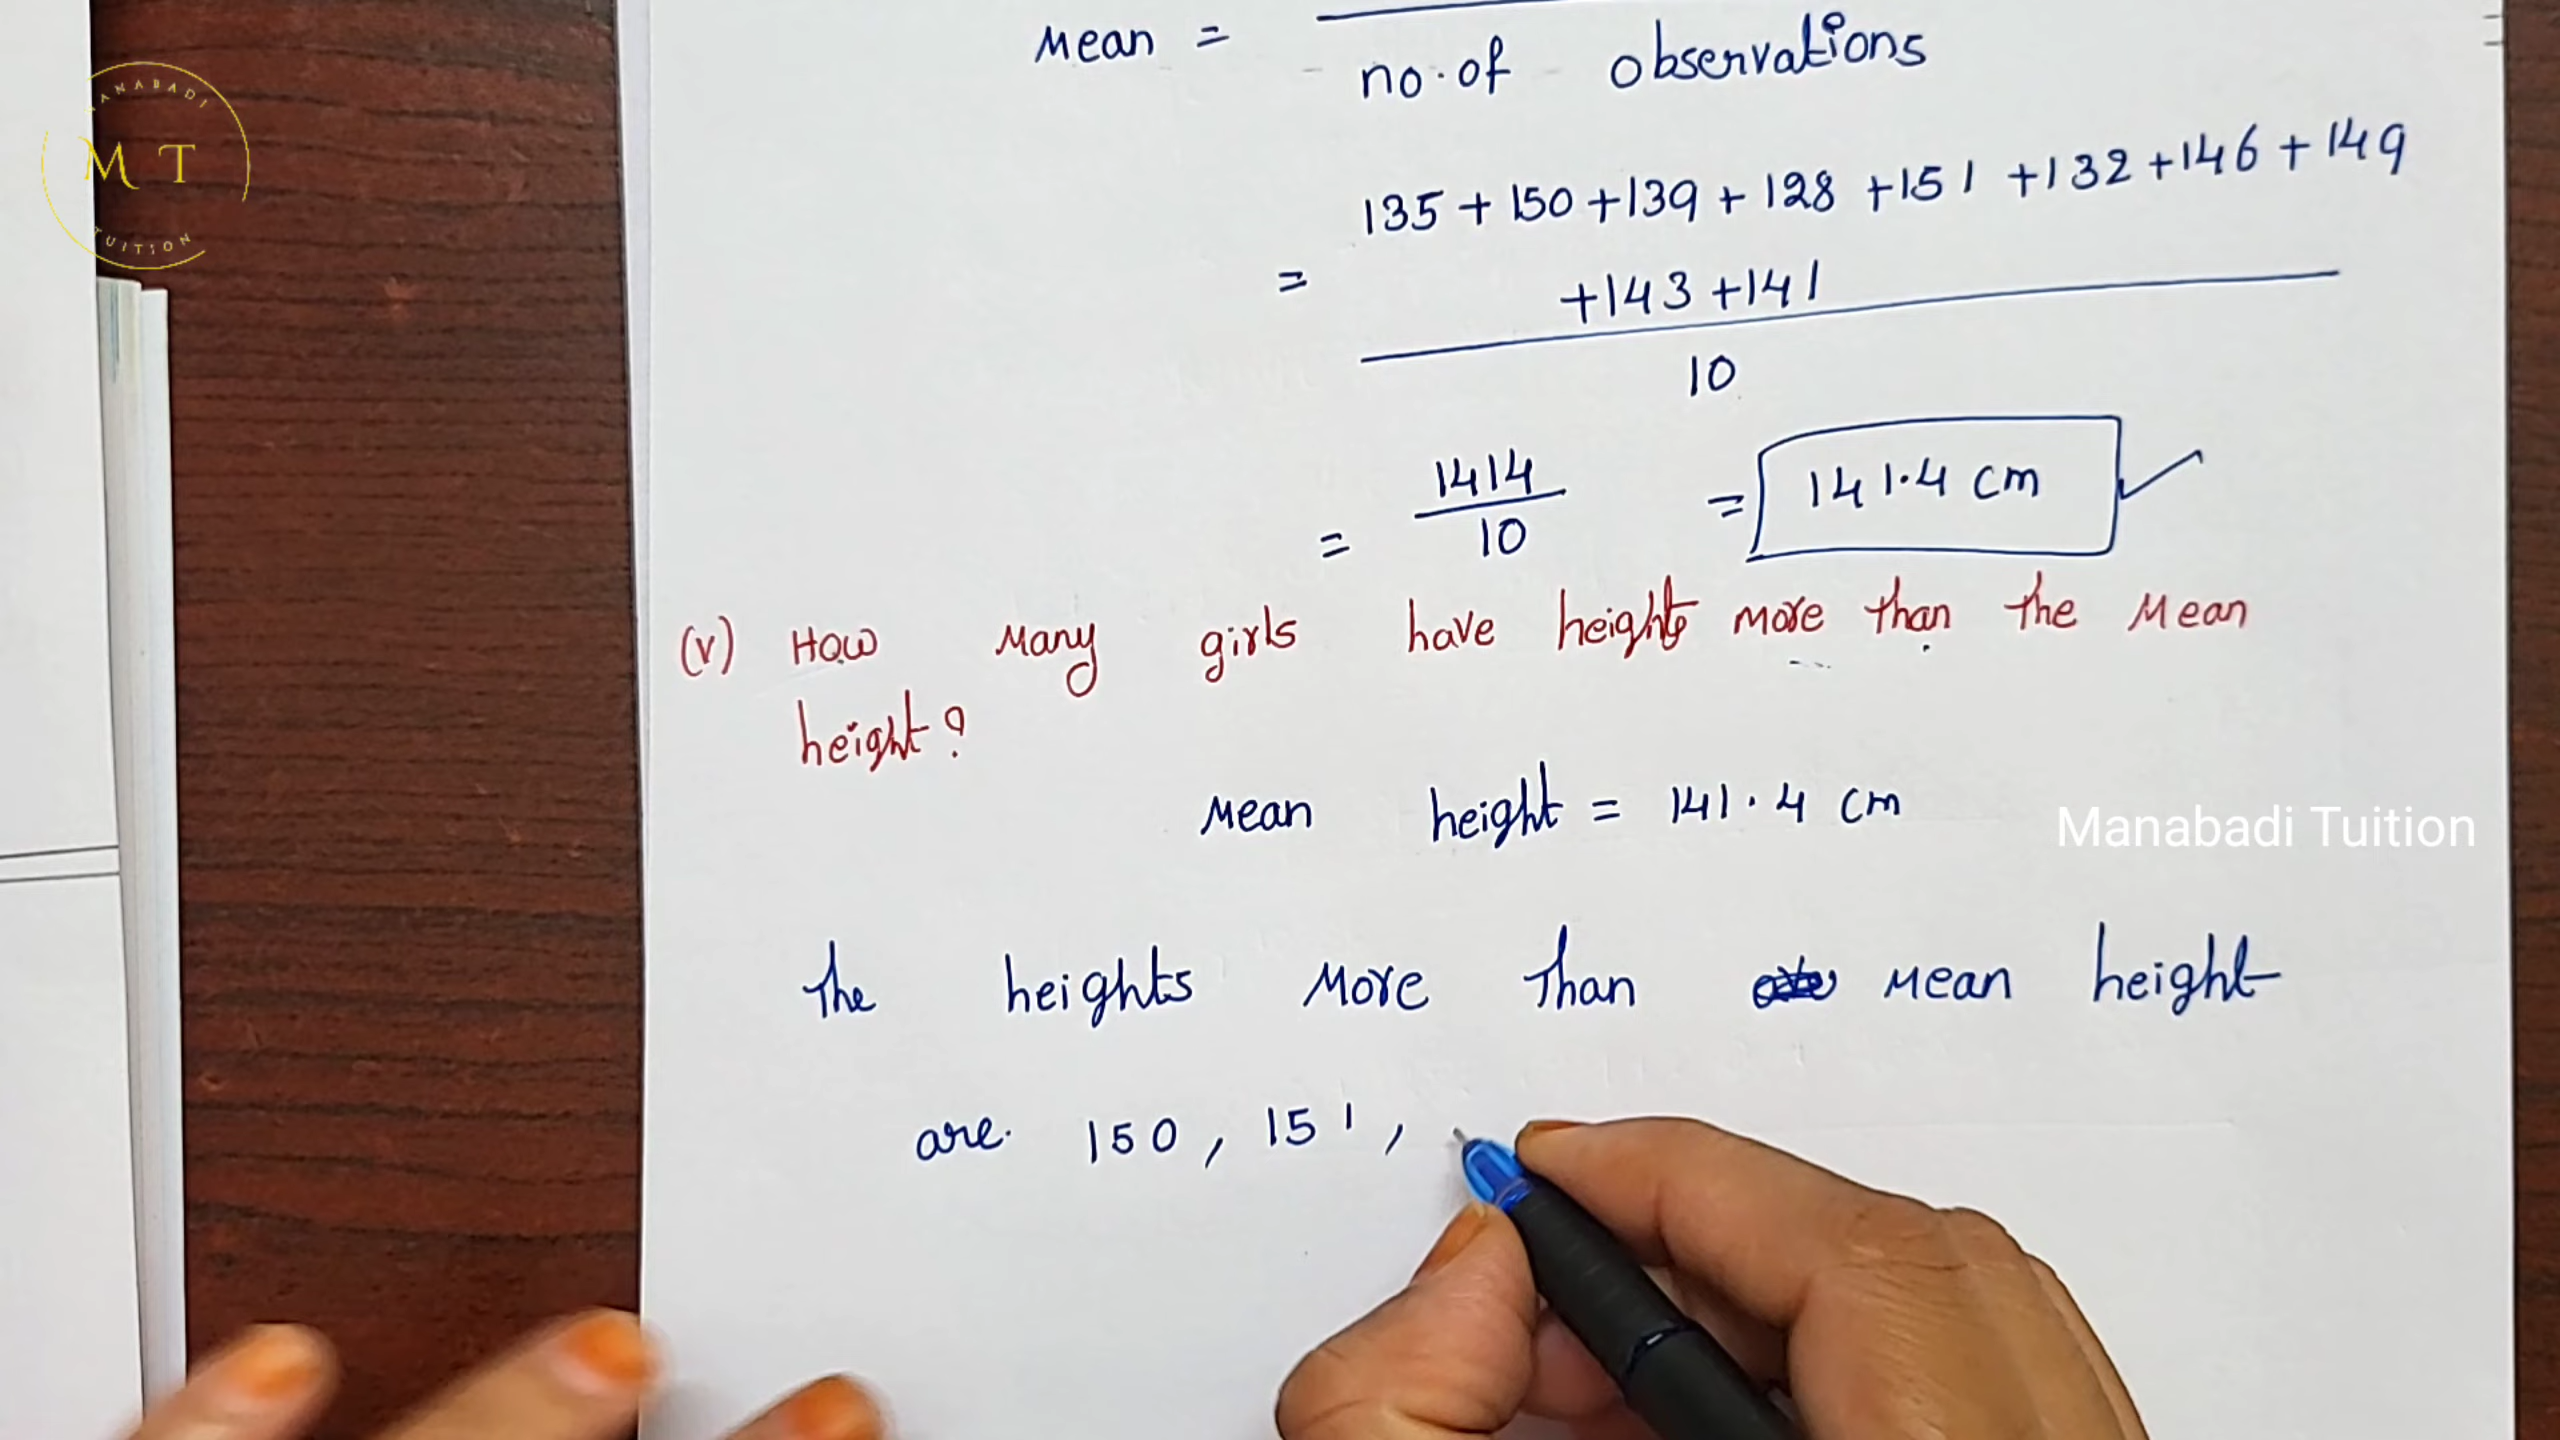 MANABADI
M T
TUITION
Mean =
no. of observations
135 + 150 + 139 + 128 + 151 + 132 + 146 + 149
= + 143 + 141
10
= 1414
10
= 141.4 cm
(v) How Many girls have heights more than the Mean
height?
Mean height = 141.4 cm
Manabadi Tuition
The heights More Than Mean height
are. 150, 151,